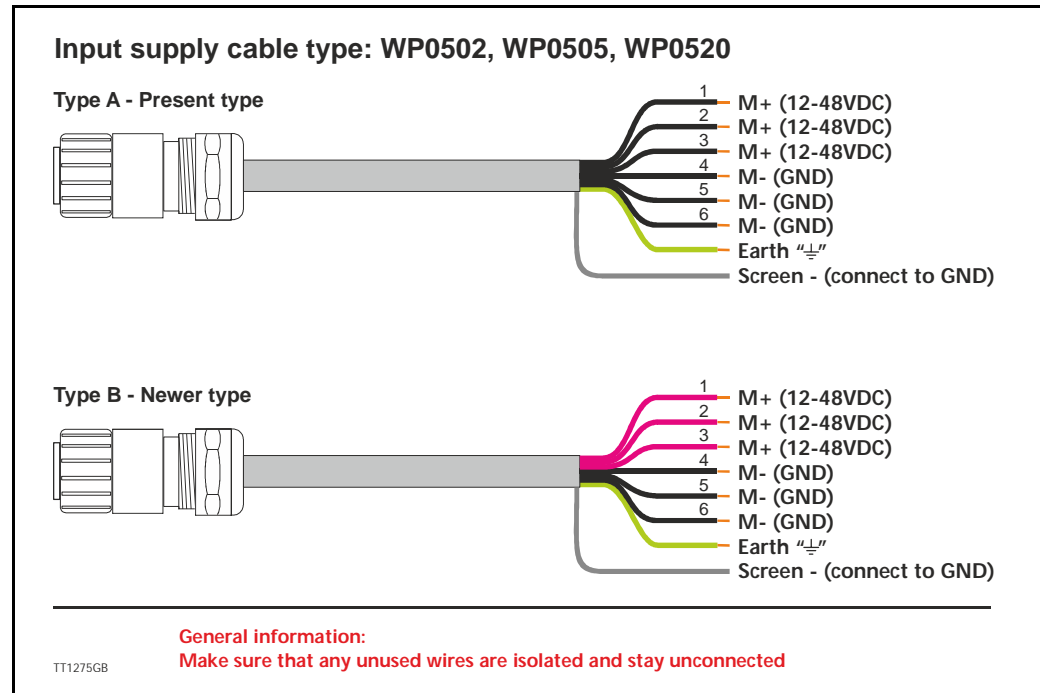 Input supply cable type: WP0502, WP0505, WP0520
Type A - Present type
1 M+ (12-48VDC)
2 M+ (12-48VDC)
3 M+ (12-48VDC)
4 M- (GND)
5 M- (GND)
6 M- (GND)
Earth “⏚”
Screen - (connect to GND)
Type B - Newer type
1 M+ (12-48VDC)
2 M+ (12-48VDC)
3 M+ (12-48VDC)
4 M- (GND)
5 M- (GND)
6 M- (GND)
Earth “⏚”
Screen - (connect to GND)
General information:
Make sure that any unused wires are isolated and stay unconnected
TT1275GB